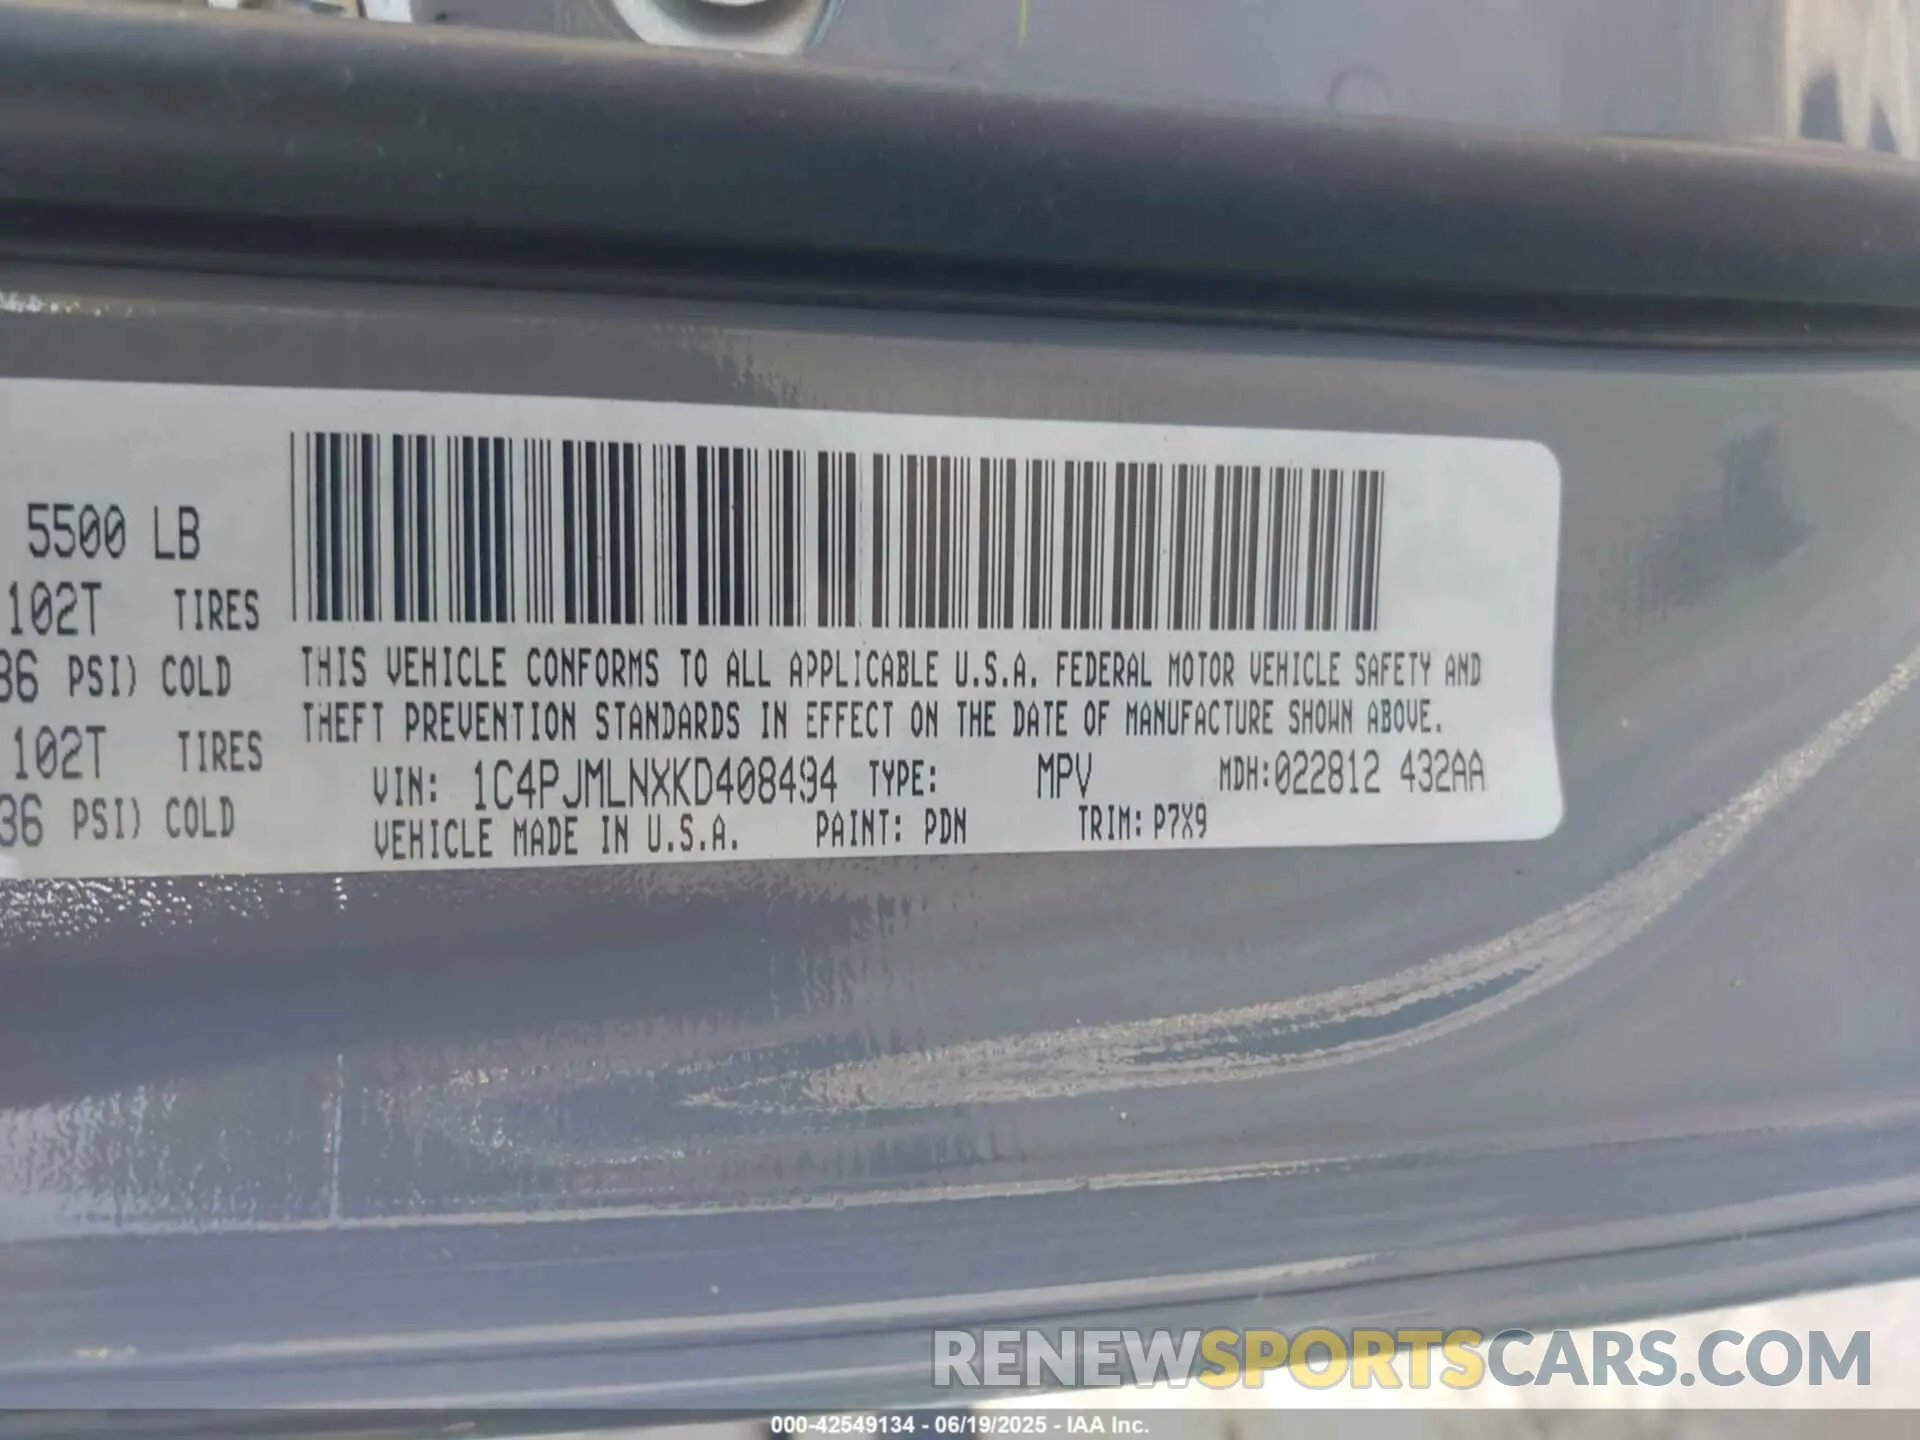 5500 LB
102T TIRES
36 PSI) COLD
102T TIRES
36 PSI) COLD
THIS VEHICLE CONFORMS TO ALL APPLICABLE U.S.A. FEDERAL MOTOR VEHICLE SAFETY AND
THEFT PREVENTION STANDARDS IN EFFECT ON THE DATE OF MANUFACTURE SHOWN ABOVE.
VIN: 1C4PJMLNXKD408494 TYPE: MPV MDH:022812 432AA
VEHICLE MADE IN U.S.A. PAINT: PDN TRIM: P7X9
RENEWSPORTSCARS.COM
000-42549134 - 06/19/2025 - IAA Inc.